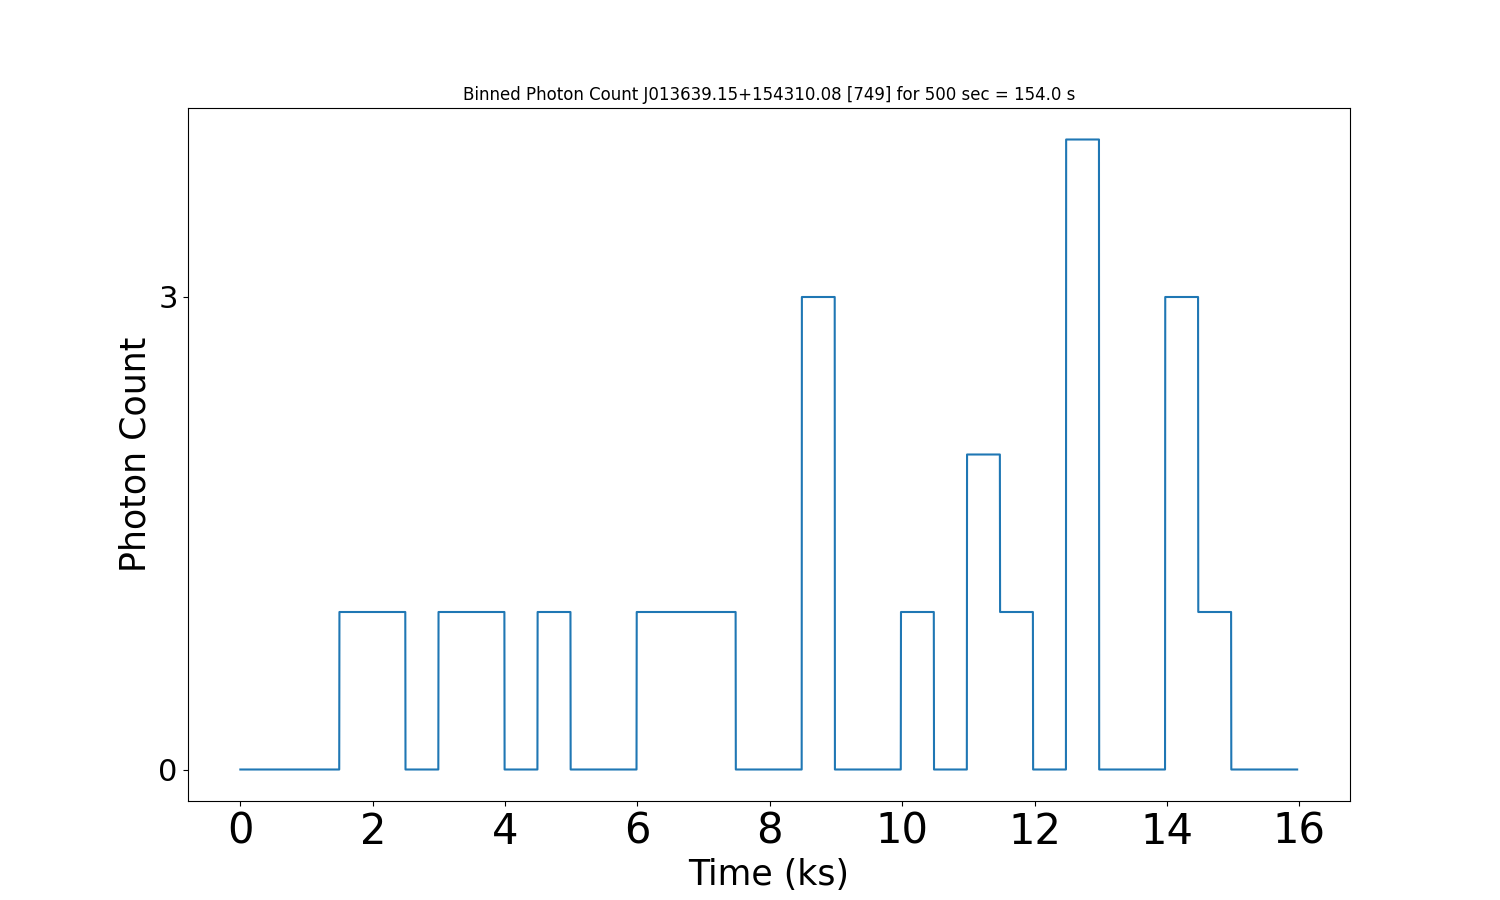 Binned Photon Count J013639.15+154310.08 [749] for 500 sec = 154.0 s
3
0
Photon Count
0 2 4 6 8 10 12 14 16
Time (ks)